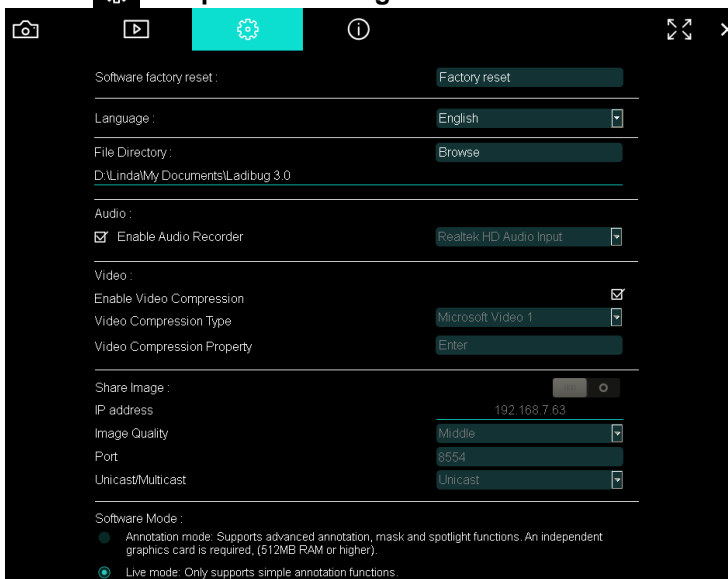 Software factory reset :
Factory reset
Language :
English
File Directory :
Browse
D:\Linda\My Documents\Ladibug 3.0
Audio :
Enable Audio Recorder
Realtek HD Audio Input
Video :
Enable Video Compression
Video Compression Type
Microsoft Video 1
Video Compression Property
Enter
Share Image :
IP address
192.168.7.63
Image Quality
Middle
Port
8554
Unicast/Multicast
Unicast
Software Mode :
Annotation mode: Supports advanced annotation, mask and spotlight functions. An independent
graphics card is required, (512MB RAM or higher).
Live mode: Only supports simple annotation functions.